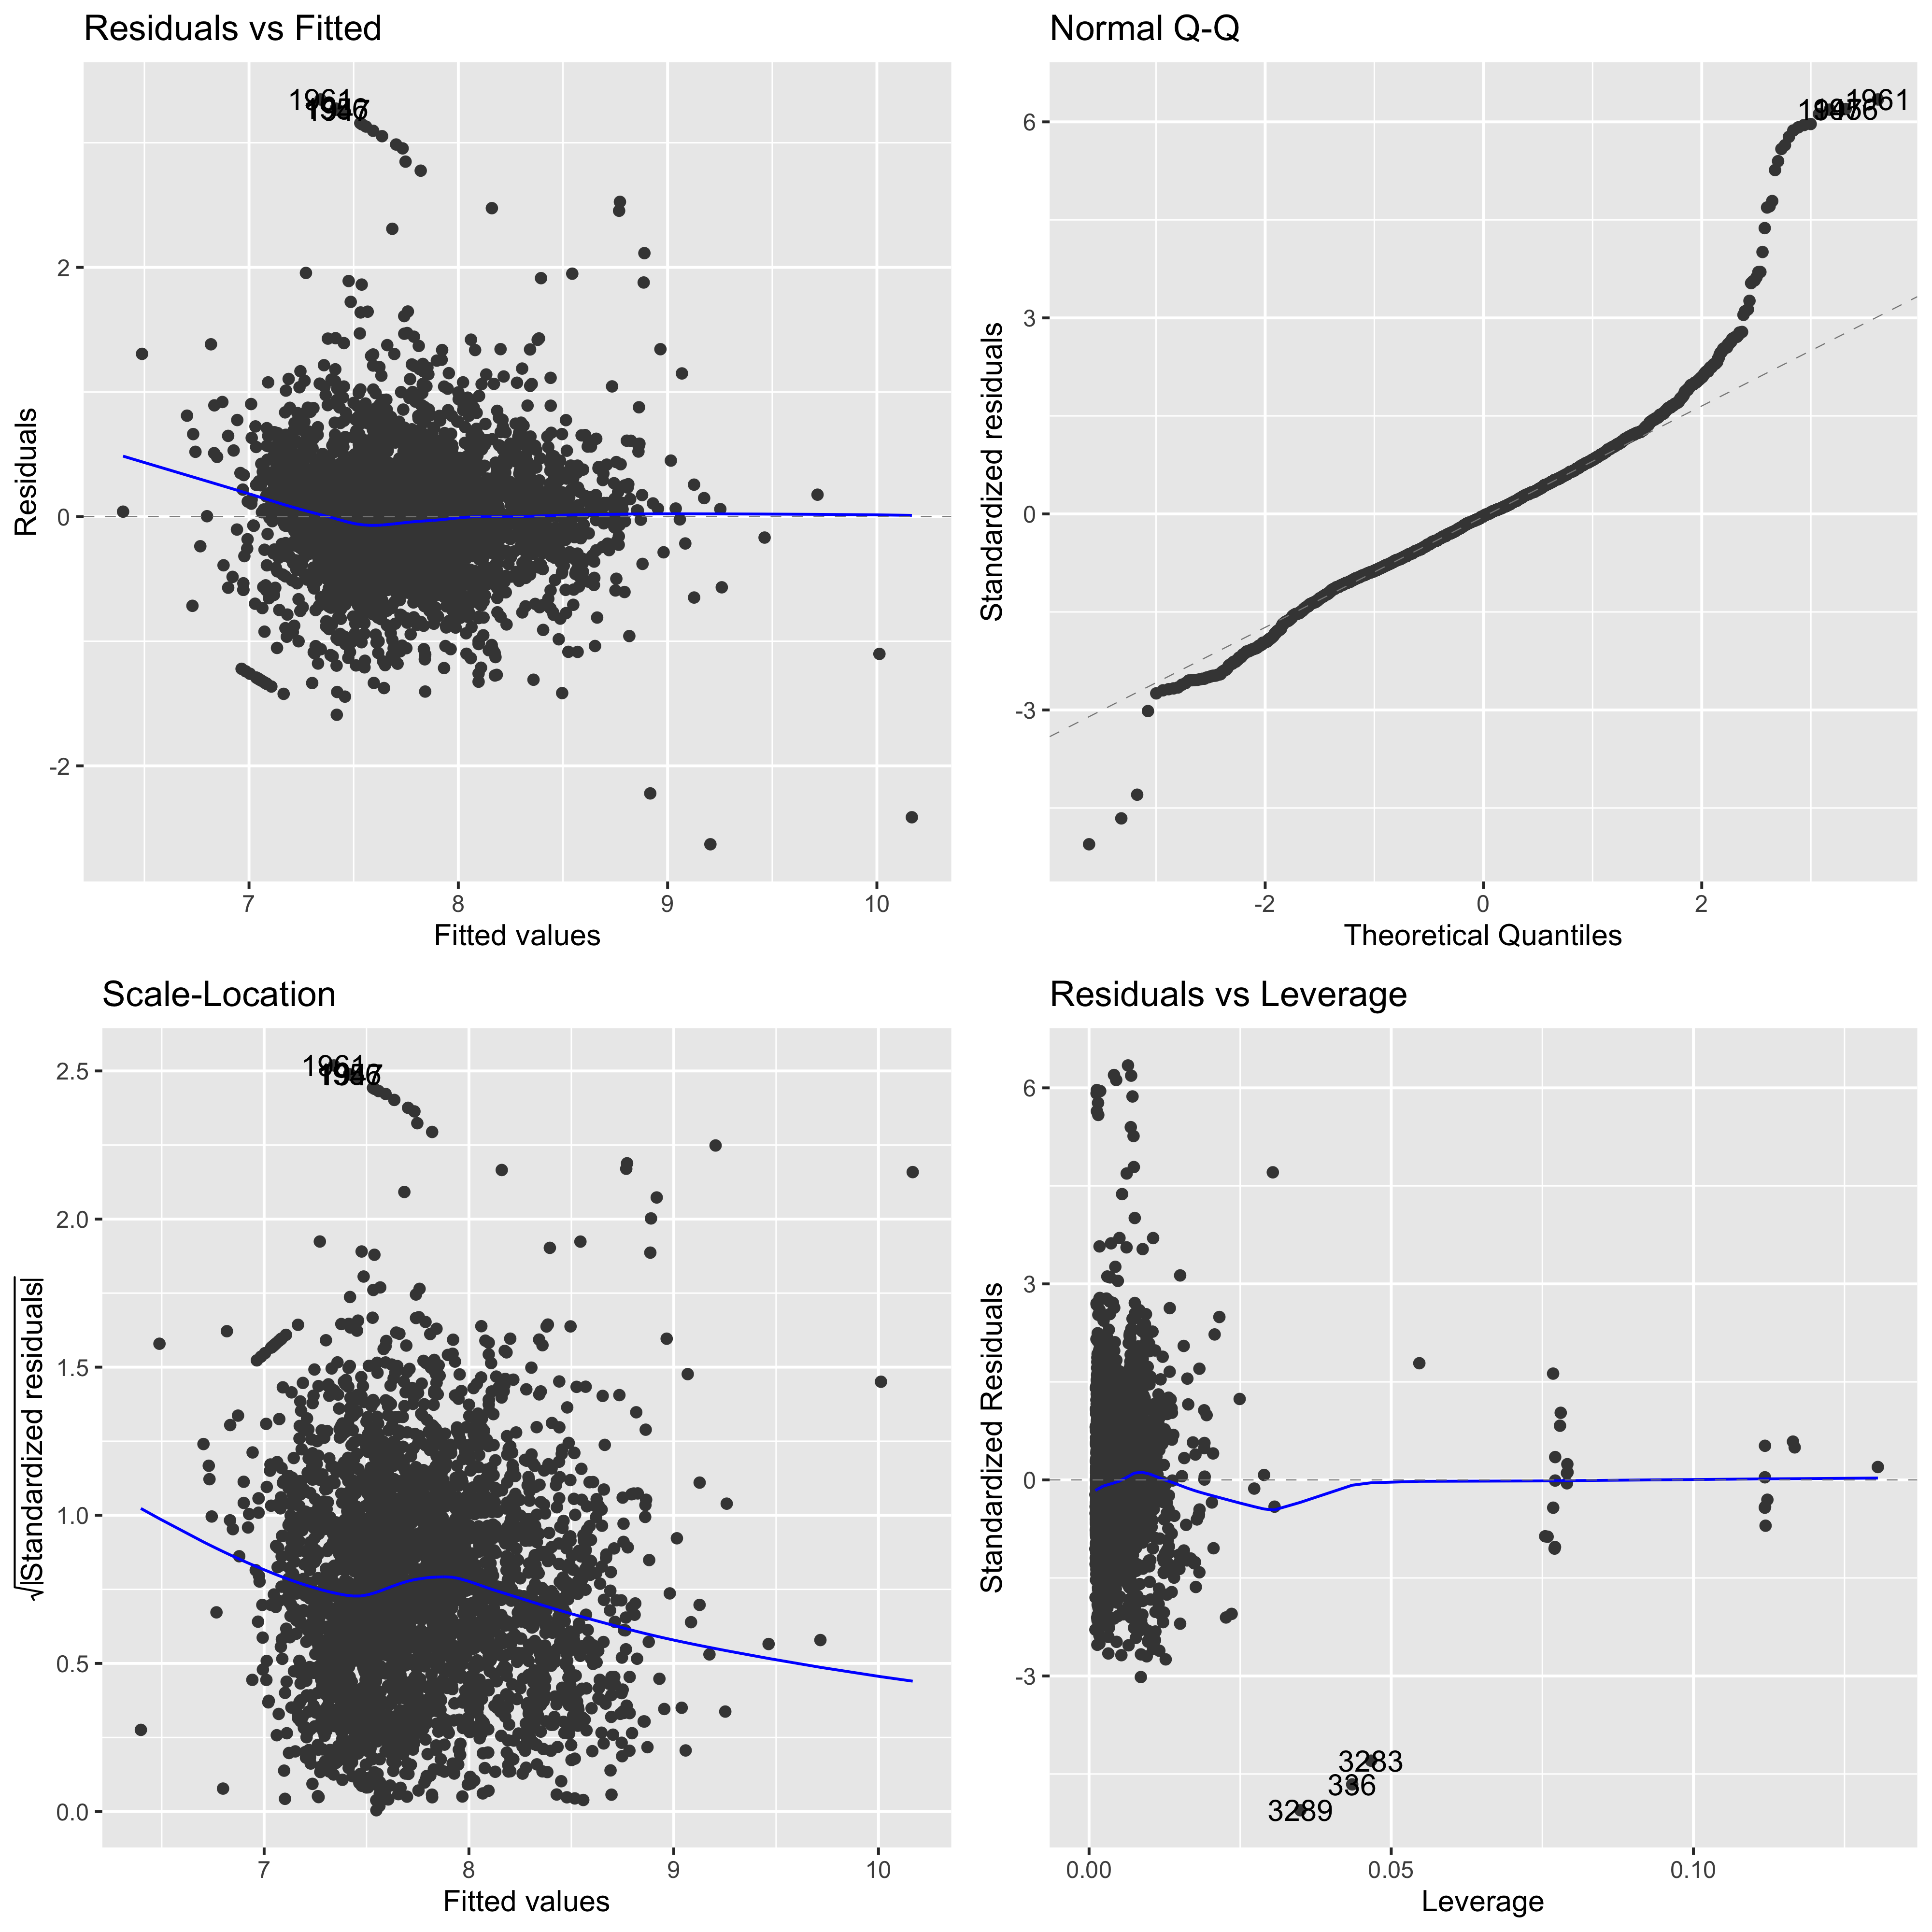 Residuals vs Fitted
1961
2
0
-2
Residuals
7 8 9 10
Fitted values
Normal Q-Q
1961
6
3
0
-3
Standardized residuals
-2 0 2
Theoretical Quantiles
Scale-Location
1961
2.5
2.0
1.5
1.0
0.5
0.0
√|Standardized residuals|
7 8 9 10
Fitted values
Residuals vs Leverage
6
3
0
-3
Standardized Residuals
3283
336
3289
0.00 0.05 0.10
Leverage